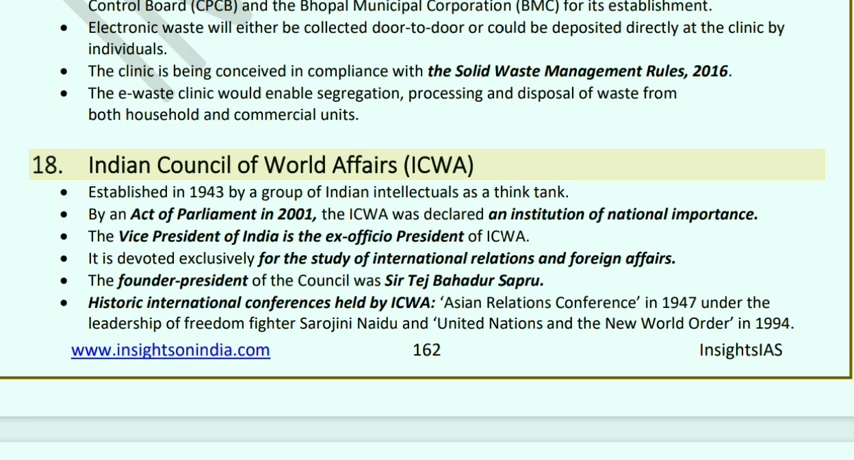 Control Board (CPCB) and the Bhopal Municipal Corporation (BMC) for its establishment.
• Electronic waste will either be collected door-to-door or could be deposited directly at the clinic by
individuals.
• The clinic is being conceived in compliance with the Solid Waste Management Rules, 2016.
• The e-waste clinic would enable segregation, processing and disposal of waste from
both household and commercial units.
18. Indian Council of World Affairs (ICWA)
• Established in 1943 by a group of Indian intellectuals as a think tank.
• By an Act of Parliament in 2001, the ICWA was declared an institution of national importance.
• The Vice President of India is the ex-officio President of ICWA.
• It is devoted exclusively for the study of international relations and foreign affairs.
• The founder-president of the Council was Sir Tej Bahadur Sapru.
• Historic international conferences held by ICWA: ‘Asian Relations Conference’ in 1947 under the
leadership of freedom fighter Sarojini Naidu and ‘United Nations and the New World Order’ in 1994.
www.insightsonindia.com 162 InsightsIAS